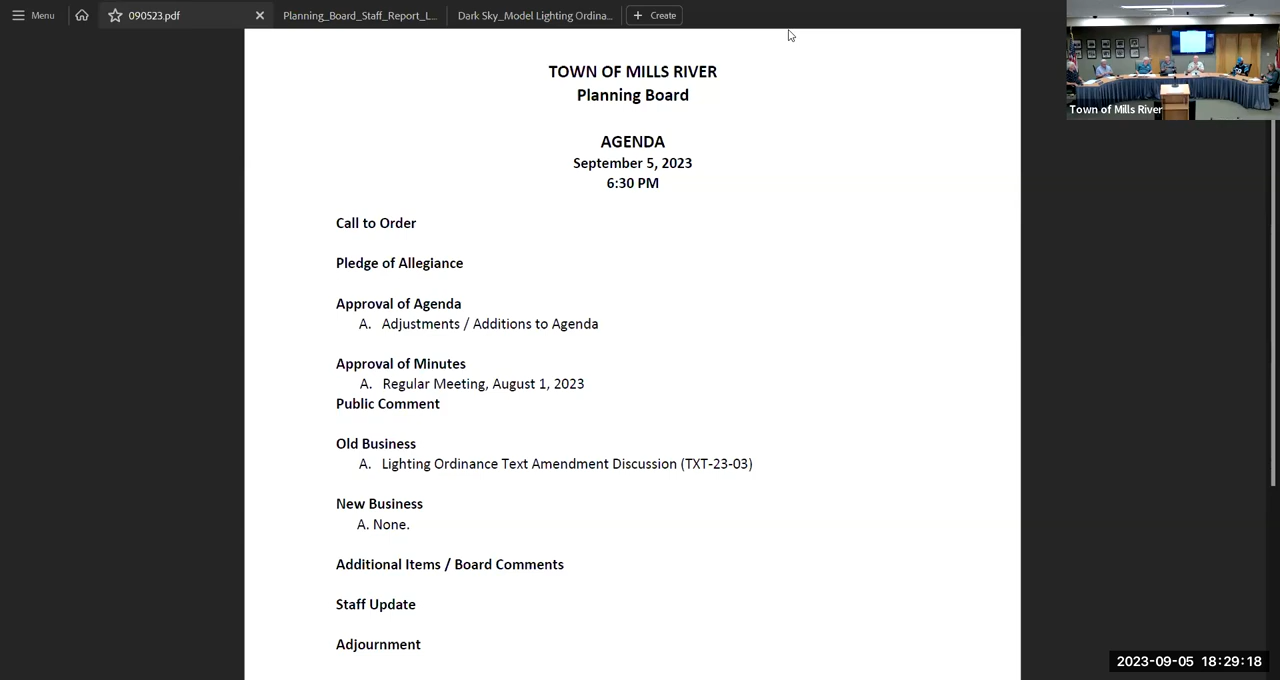 Menu
090523.pdf
Planning_Board_Staff_Report_L...
Dark Sky_Model Lighting Ordina...
Create
TOWN OF MILLS RIVER
Planning Board
AGENDA
September 5, 2023
6:30 PM
Call to Order
Pledge of Allegiance
Approval of Agenda
A. Adjustments / Additions to Agenda
Approval of Minutes
A. Regular Meeting, August 1, 2023
Public Comment
Old Business
A. Lighting Ordinance Text Amendment Discussion (TXT-23-03)
New Business
A. None.
Additional Items / Board Comments
Staff Update
Adjournment
Town of Mills River
2023-09-05 18:29:18